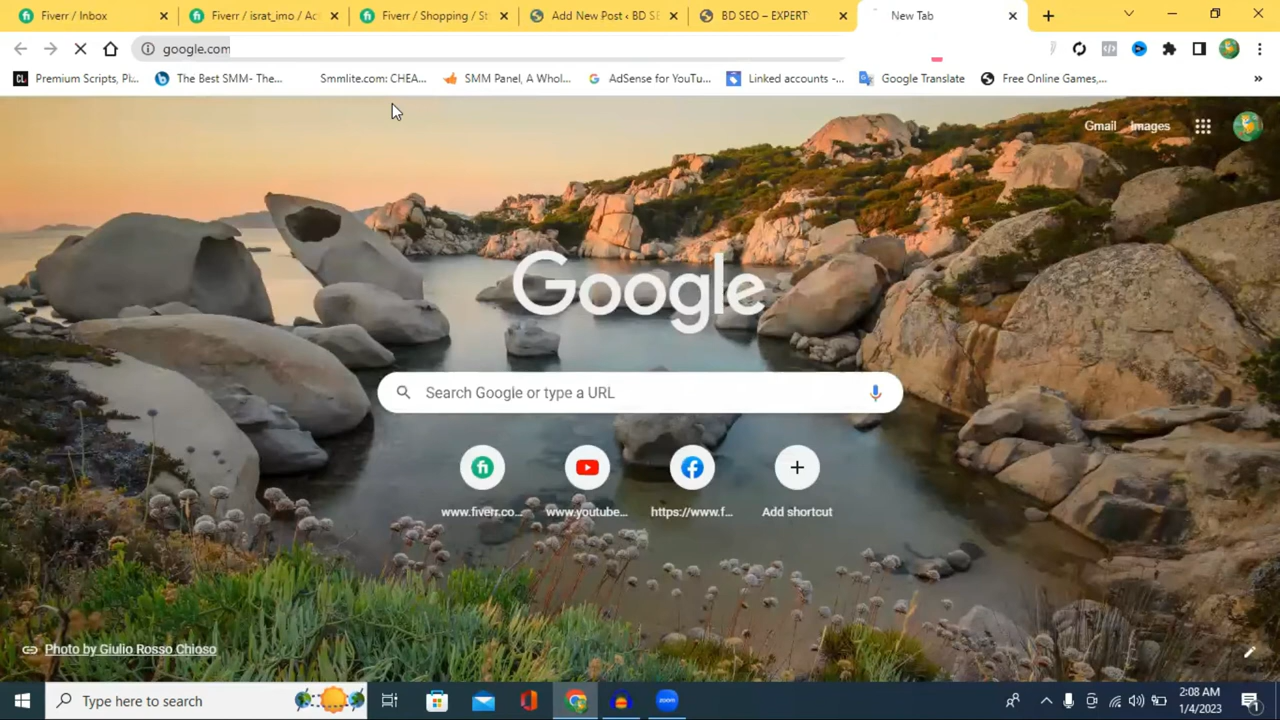 Fiverr / Inbox
Fiverr / israt_imo / Ac
Fiverr / Shopping / St
Add New Post ‹ BD SE
BD SEO – EXPERT
New Tab
google.com
Premium Scripts, Pl...
The Best SMM- The...
Smmlite.com: CHEA...
SMM Panel, A Whol...
AdSense for YouTu...
Linked accounts -...
Google Translate
Free Online Games,...
»
Gmail
Images
Google
Search Google or type a URL
www.fiverr.co...
www.youtube...
https://www.f...
Add shortcut
Photo by Giulio Rosso Chioso
Type here to search
zoom
2:08 AM
1/4/2023
1